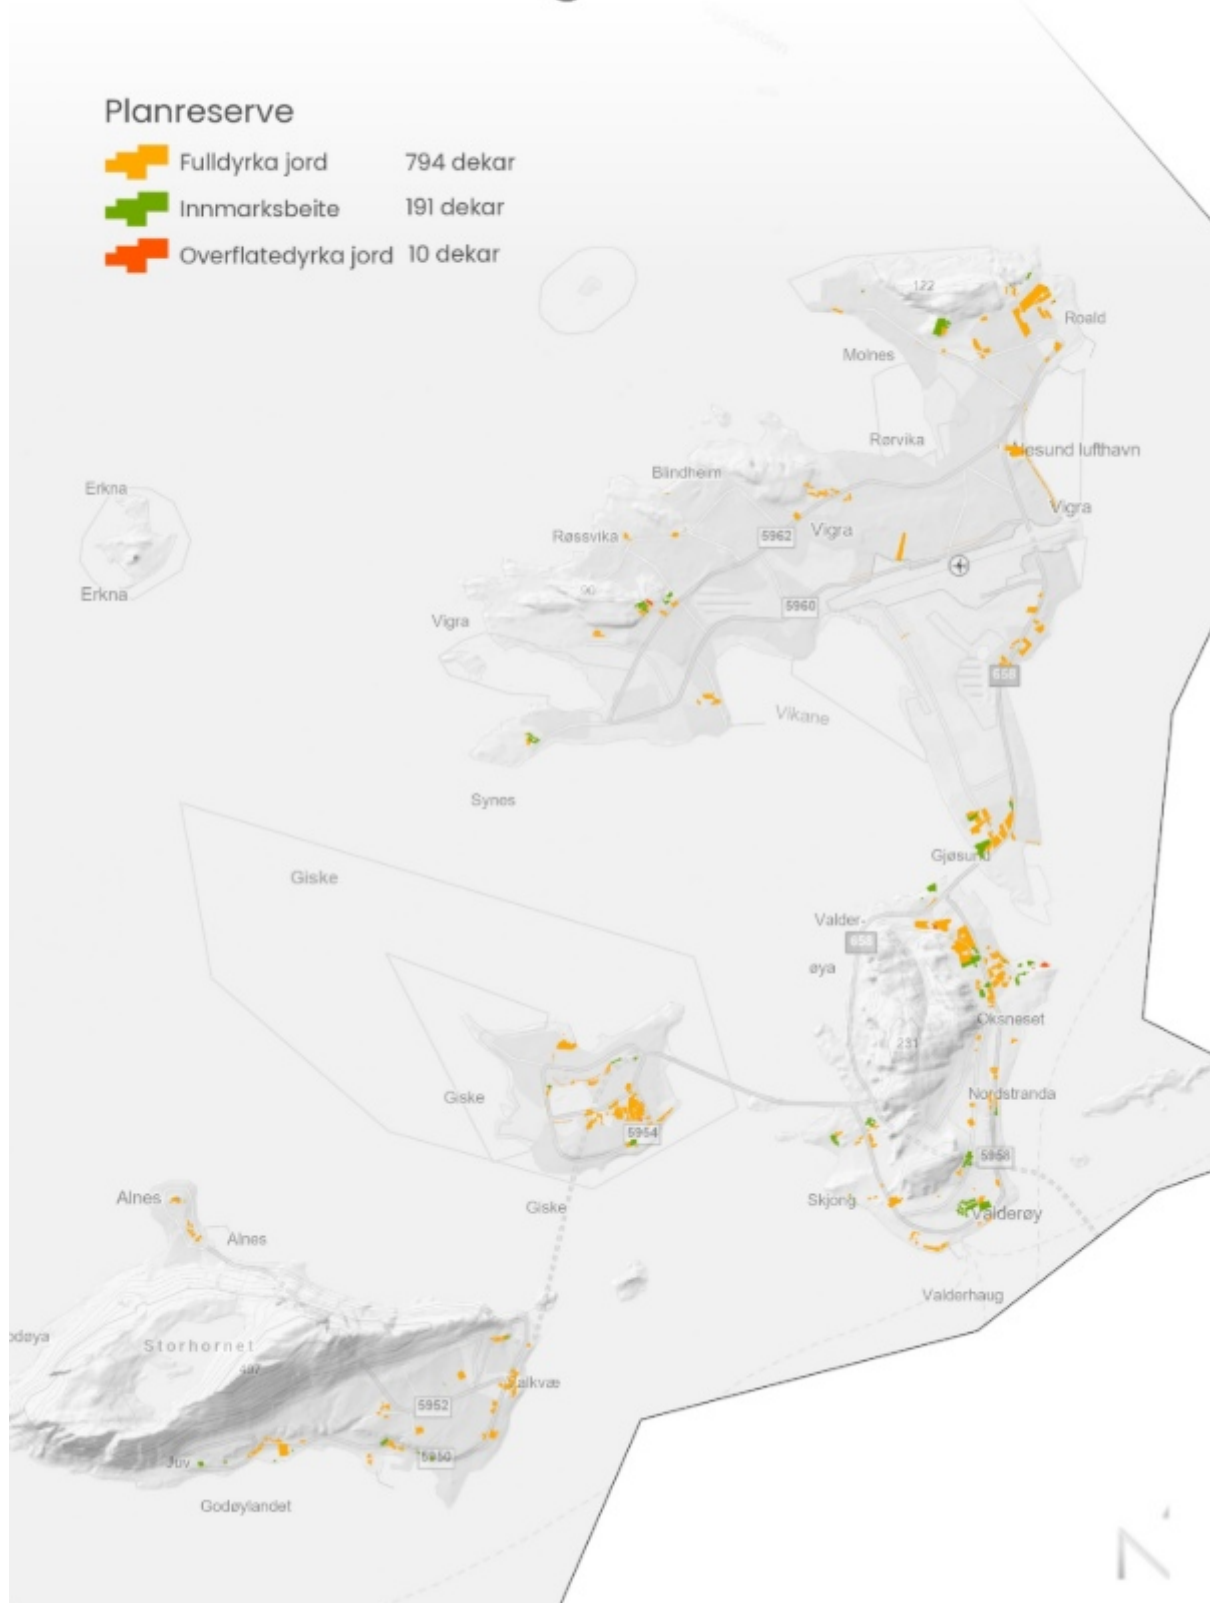 Planreserve
Fulldyrka jord 794 dekar
Innmarksbeite 191 dekar
Overflatedyrka jord 10 dekar
122
Roald
Molnes
Rørvika
Blindheim
Vigra
Erkna
Røssvika
5962
Vigra
90
5960
Erkna
Vigra
658
Vikane
Synes
Gjøsund
Giske
Valder-
658
øya
Oksneset
231
Giske
Nordstranda
5954
5958
Alnes
Skjong
Giske
Valderøy
Alnes
Valderhaug
Storhornet
497
5952
5950
Juv
Godøylandet
N